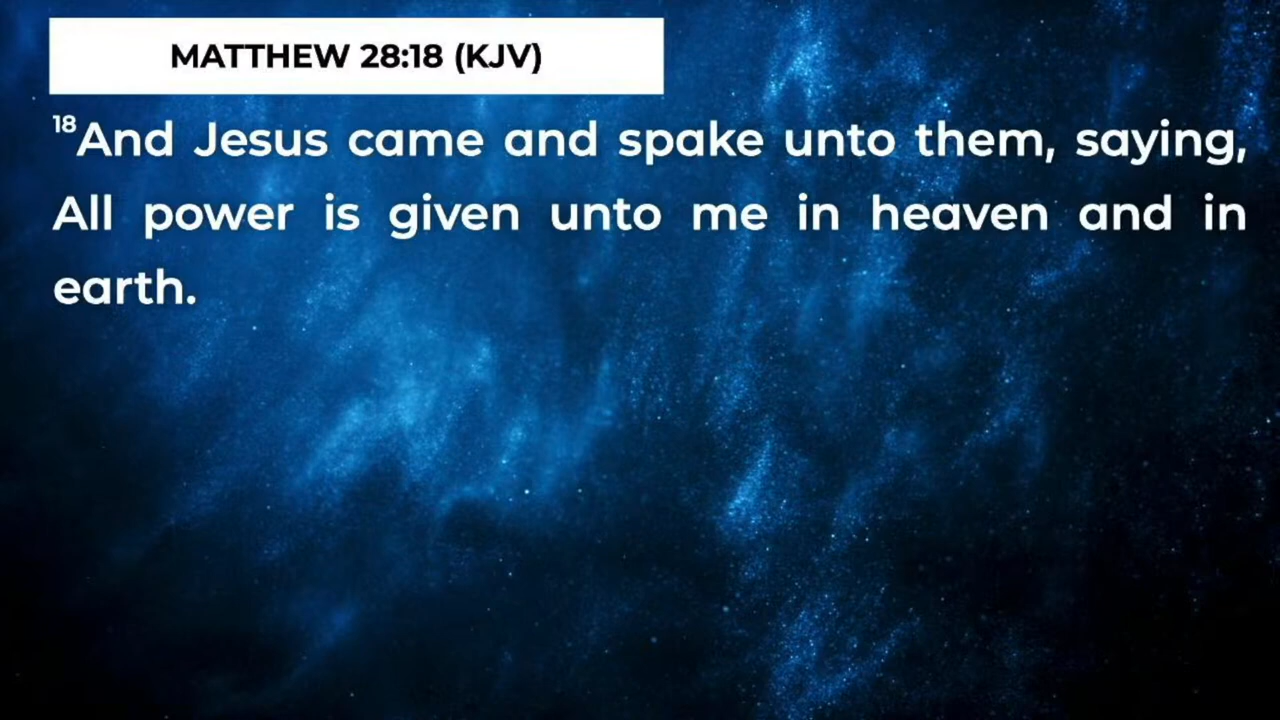 MATTHEW 28:18 (KJV)
18And Jesus came and spake unto them, saying,
All power is given unto me in heaven and in
earth.